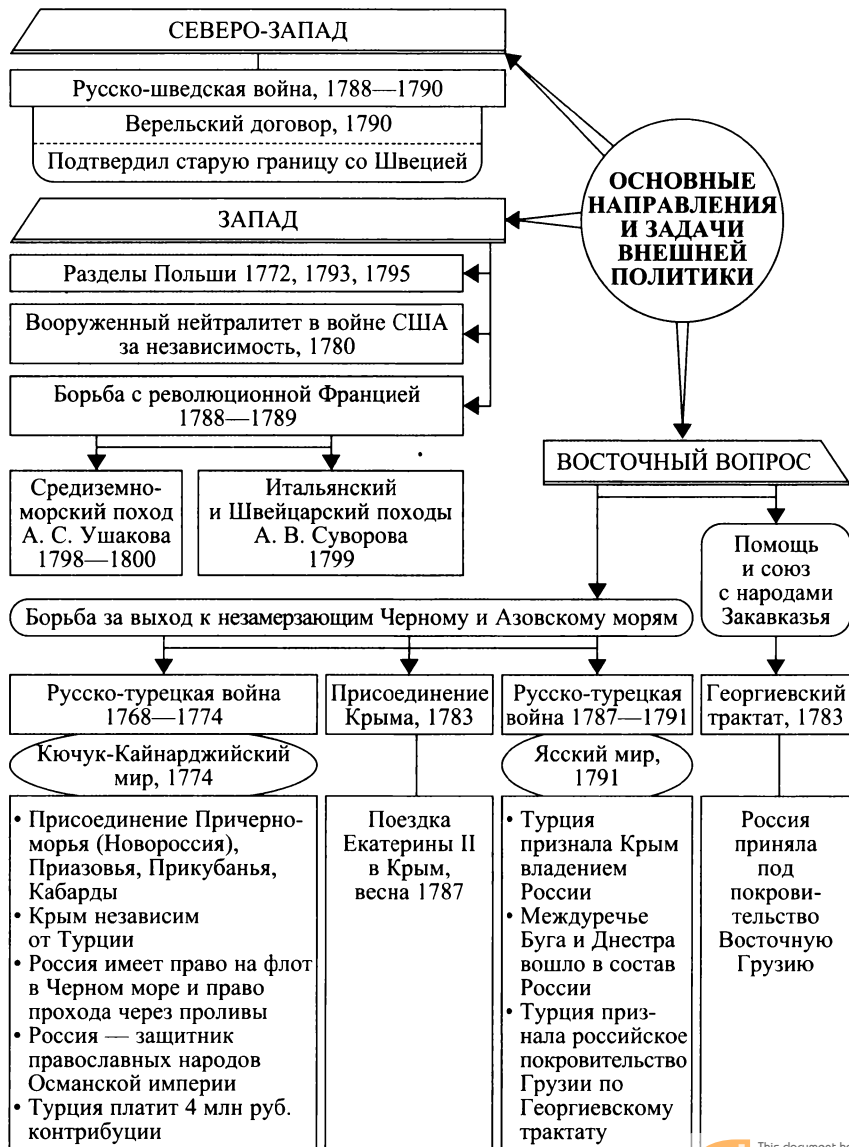 СЕВЕРО-ЗАПАД
Русско-шведская война, 1788—1790
Верельский договор, 1790
Подтвердил старую границу со Швецией
ОСНОВНЫЕ
НАПРАВЛЕНИЯ
И ЗАДАЧИ
ВНЕШНЕЙ
ПОЛИТИКИ
ЗАПАД
Разделы Польши 1772, 1793, 1795
Вооруженный нейтралитет в войне США
за независимость, 1780
Борьба с революционной Францией
1788—1789
Средиземно-
морский поход
А. С. Ушакова
1798—1800
Итальянский
и Швейцарский походы
А. В. Суворова
1799
ВОСТОЧНЫЙ ВОПРОС
Помощь
и союз
с народами
Закавказья
Борьба за выход к незамерзающим Черному и Азовскому морям
Русско-турецкая война
1768—1774
Присоединение
Крыма, 1783
Русско-турецкая
война 1787—1791
Георгиевский
трактат, 1783
Кючук-Кайнарджийский
мир, 1774
Ясский мир,
1791
• Присоединение Причерно-
морья (Новороссия),
Приазовья, Прикубанья,
Кабарды
• Крым независим
от Турции
• Россия имеет право на флот
в Черном море и право
прохода через проливы
• Россия — защитник
православных народов
Османской империи
• Турция платит 4 млн руб.
контрибуции
Поездка
Екатерины II
в Крым,
весна 1787
• Турция
признала Крым
владением
России
• Междуречье
Буга и Днестра
вошло в состав
России
• Турция приз-
нала российское
покровительство
Грузии по
Георгиевскому
трактату
Россия
приняла
под
покрови-
тельство
Восточную
Грузию
This document